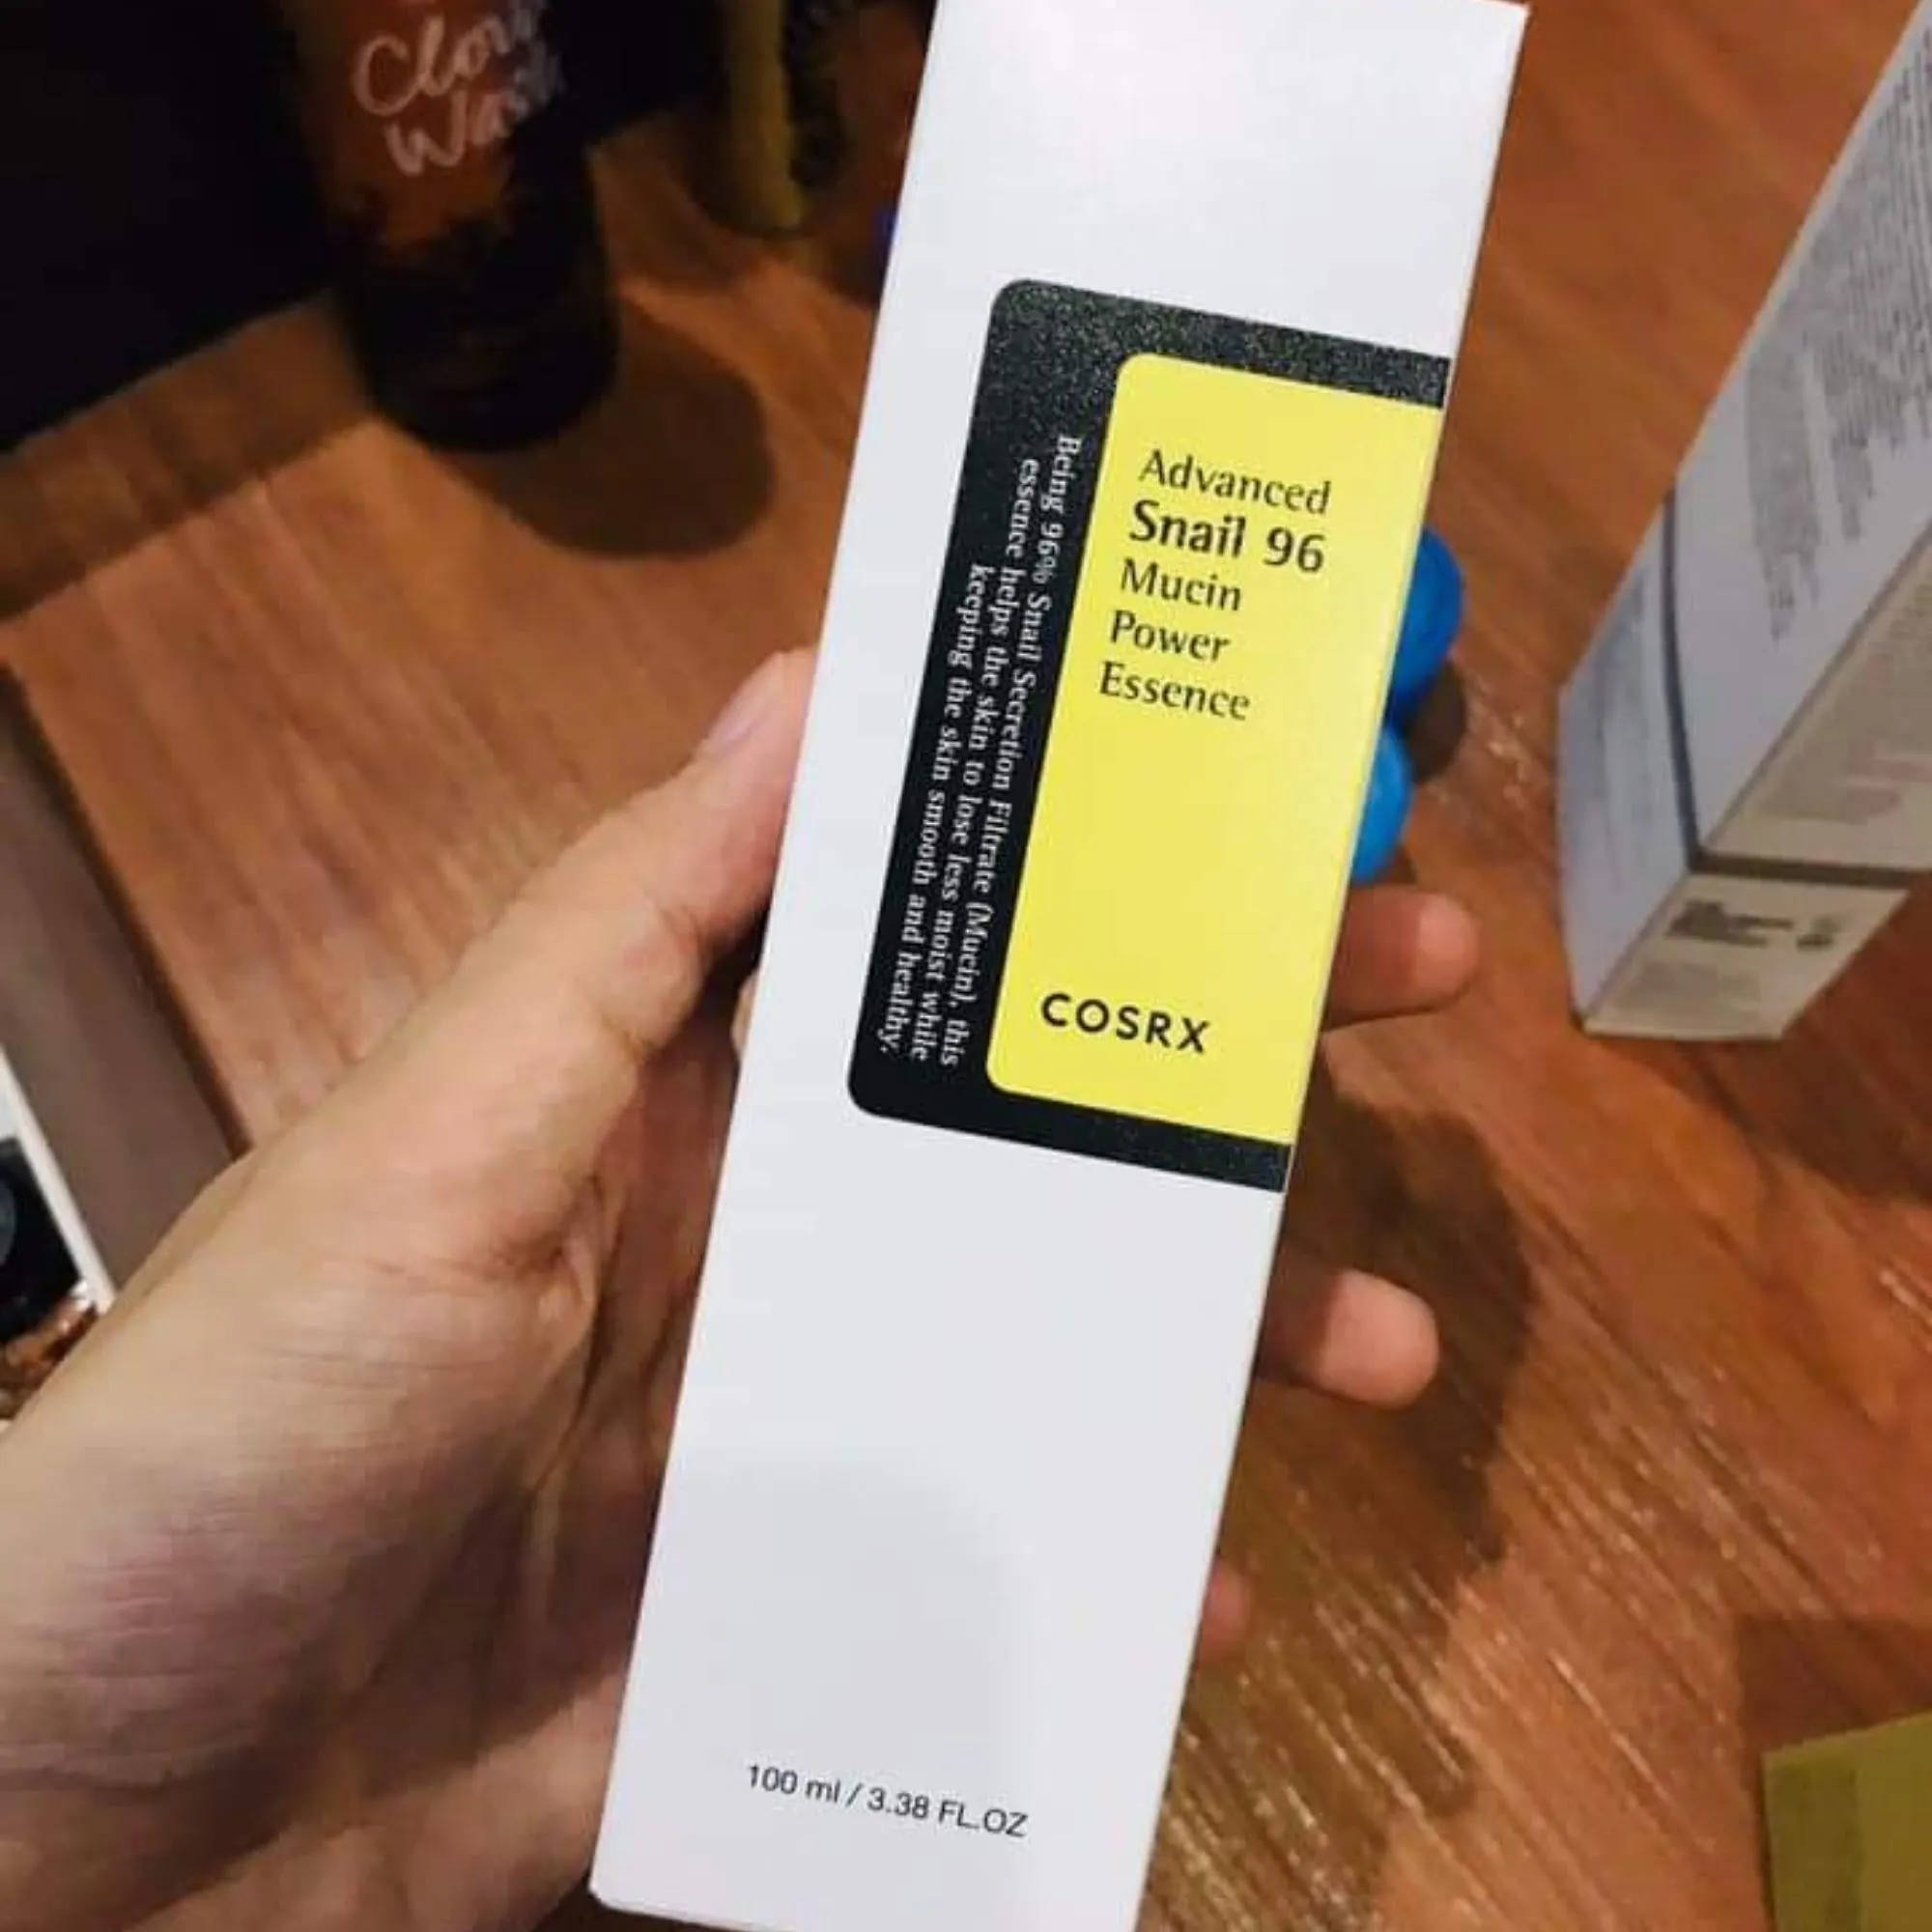 Advanced
Snail 96
Mucin
Power
Essence
COSRX
Being 96% Snail Secretion Filtrate (Mucin), this
essence helps the skin to lose less moist while
keeping the skin smooth and healthy.
100 ml / 3.38 FL.OZ